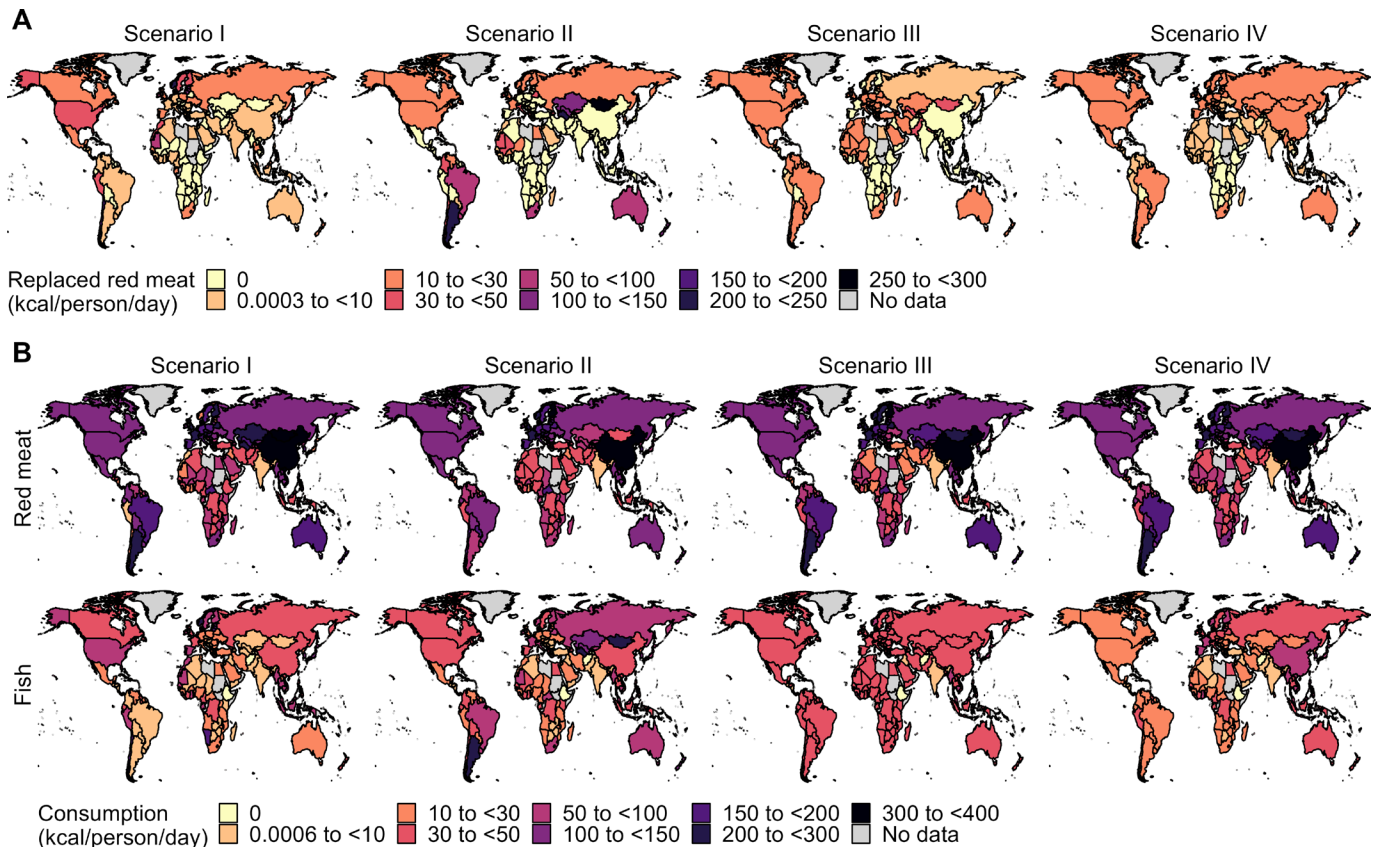 A
Scenario I
Scenario II
Scenario III
Scenario IV
Replaced red meat
(kcal/person/day)
0
0.0003 to <10
10 to <30
30 to <50
50 to <100
100 to <150
150 to <200
200 to <250
250 to <300
No data
B
Scenario I
Scenario II
Scenario III
Scenario IV
Red meat
Fish
Consumption
(kcal/person/day)
0
0.0006 to <10
10 to <30
30 to <50
50 to <100
100 to <150
150 to <200
200 to <300
300 to <400
No data